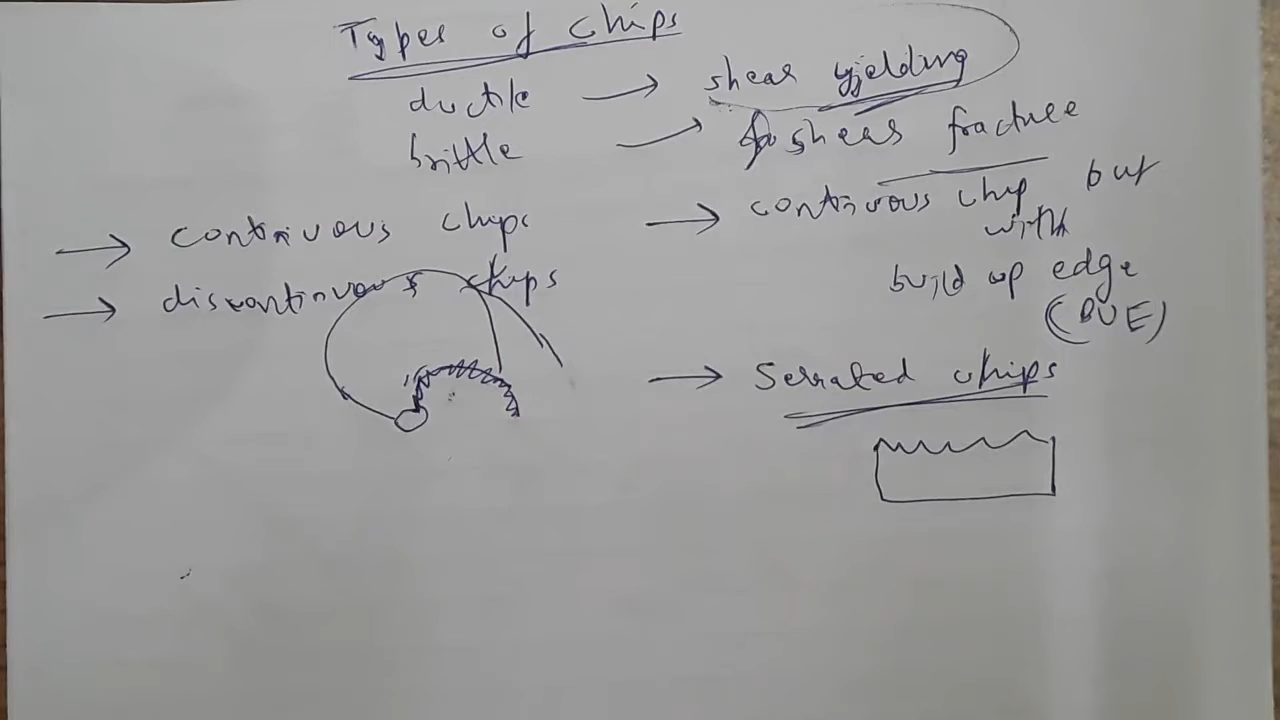 Types of chips
ductile → shear yielding
brittle → shear fracture
→ continuous chips
→ discontinuous chips
→ continuous chip but
with
build up edge
(BUE)
→ Serrated chips